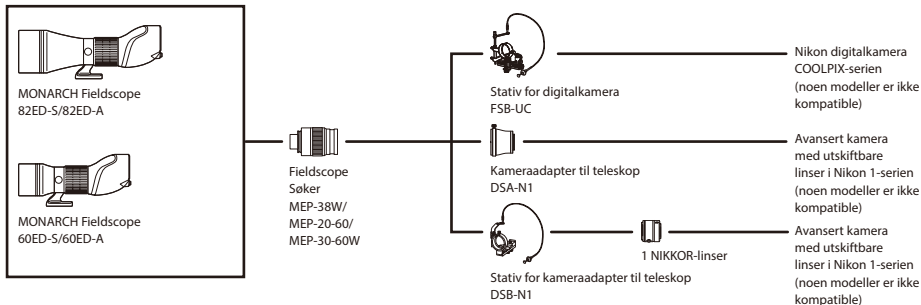 MONARCH Fieldscope
82ED-S/82ED-A
MONARCH Fieldscope
60ED-S/60ED-A
Fieldscope
Søker
MEP-38W/
MEP-20-60/
MEP-30-60W
Stativ for digitalkamera
FSB-UC
Kameraadapter til teleskop
DSA-N1
Stativ for kameraadapter til teleskop
DSB-N1
1 NIKKOR-linser
Nikon digitalkamera
COOLPIX-serien
(noen modeller er ikke
kompatible)
Avansert kamera
med utskiftbare
linser i Nikon 1-serien
(noen modeller er ikke
kompatible)
Avansert kamera
med utskiftbare
linser i Nikon 1-serien
(noen modeller er ikke
kompatible)